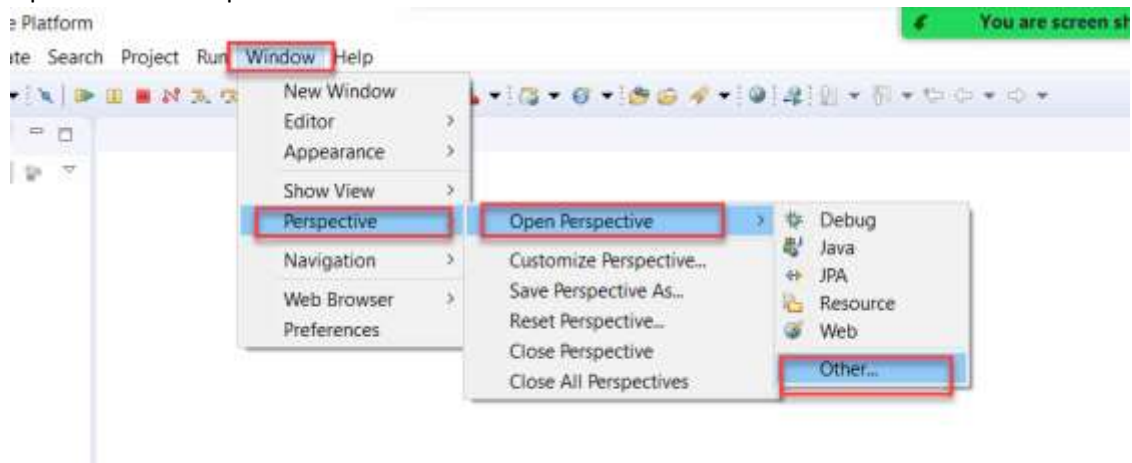 e Platform
You are screen sh
ate Search Project Run Window Help
New Window
Editor
Appearance
Show View
Perspective
Navigation
Web Browser
Preferences
Open Perspective
Customize Perspective...
Save Perspective As...
Reset Perspective...
Close Perspective
Close All Perspectives
Debug
Java
JPA
Resource
Web
Other...